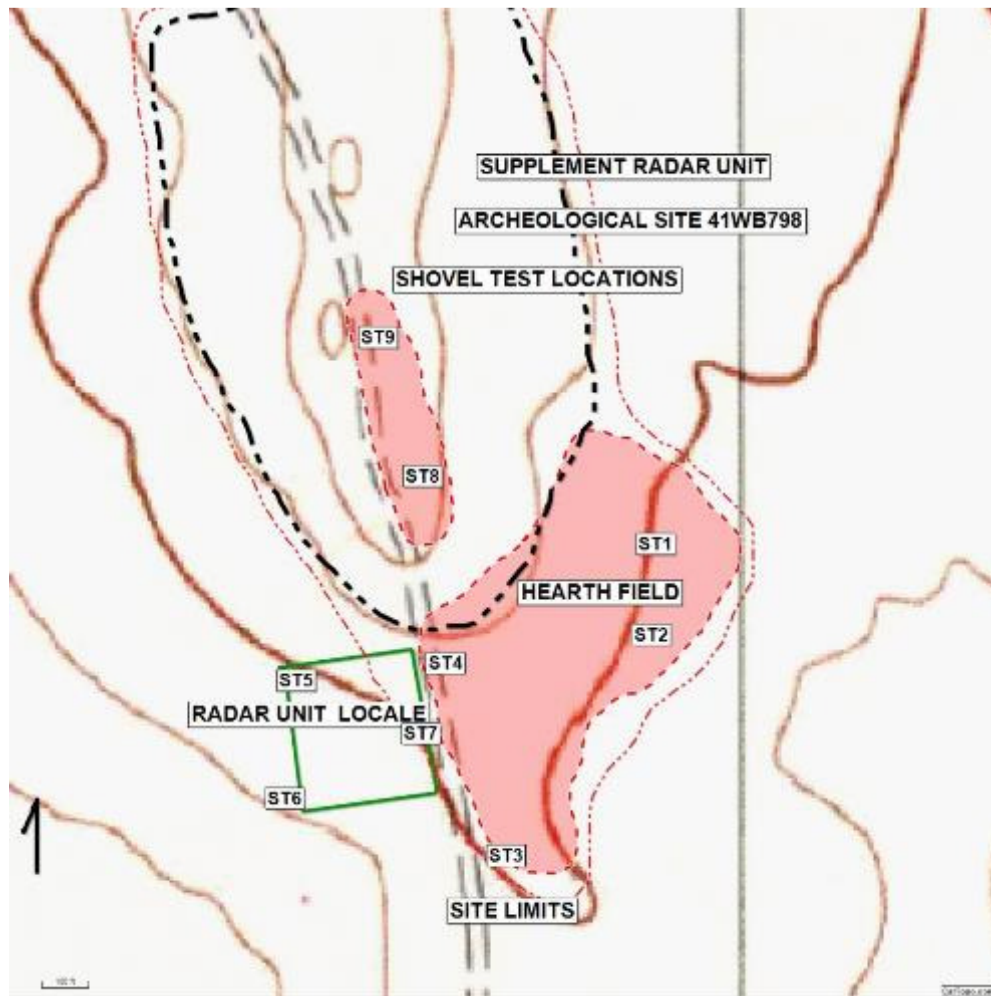 SUPPLEMENT RADAR UNIT
ARCHEOLOGICAL SITE 41WB798
SHOVEL TEST LOCATIONS
ST9
ST8
ST1
HEARTH FIELD
ST2
ST4
ST5
RADAR UNIT LOCALE
ST7
ST6
ST3
SITE LIMITS